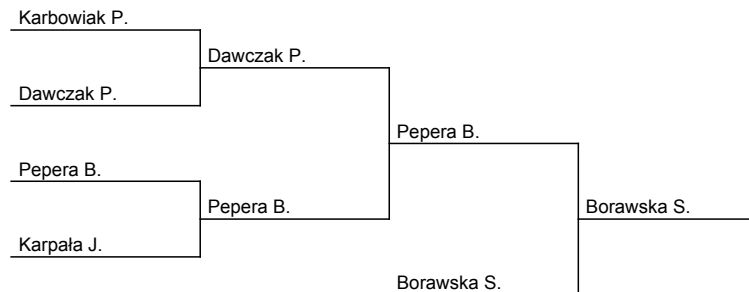 Karbowiak P.
Dawczak P.
Dawczak P.
Pepera B.
Pepera B.
Pepera B.
Borawska S.
Karpała J.
Borawska S.